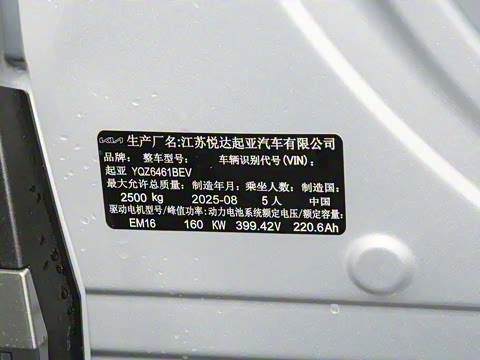 KIA 生产厂名:江苏悦达起亚汽车有限公司
品牌: 整车型号: 车辆识别代号(VIN):
起亚 YQZ6461BEV
最大允许总质量: 制造年月: 乘坐人数: 制造国:
2500 kg 2025-08 5人 中国
驱动电机型号/峰值功率:动力电池系统额定电压/额定容量:
EM16 160 KW 399.42V 220.6Ah